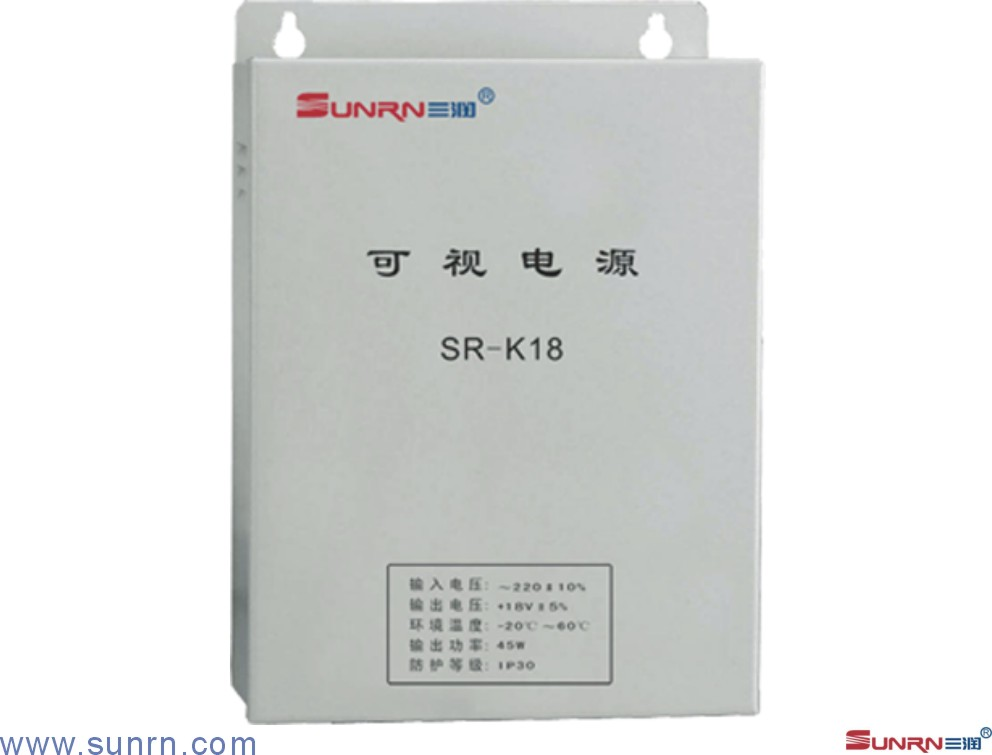 SUNRN三润®
可视电源
SR-K18
输入电压: ~220±10%
输出电压: +18V±5%
环境温度: -20℃~60℃
输出功率: 45W
防护等级: IP30
www.sunrn.com
SUNRN三润®